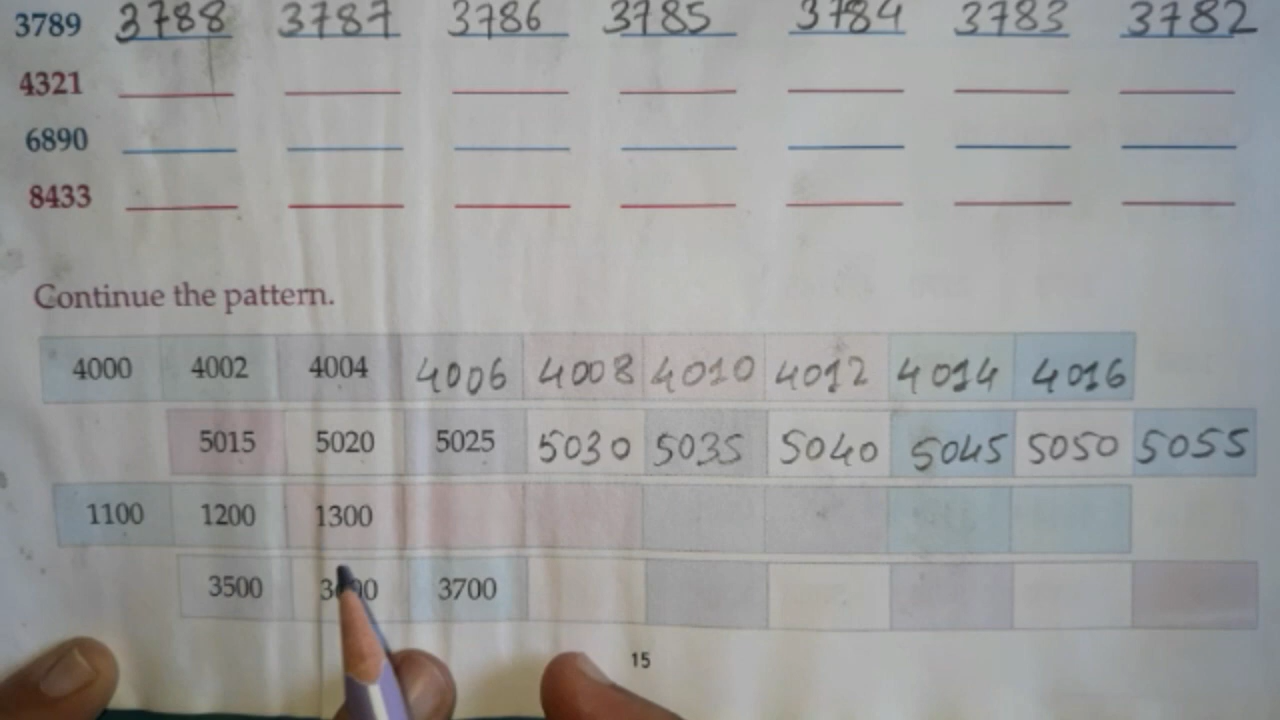 3789 3788 3787 3786 3785 3784 3783 3782
4321
6890
8433
Continue the pattern.
4000 4002 4004 4006 4008 4010 4012 4014 4016
5015 5020 5025 5030 5035 5040 5045 5050 5055
1100 1200 1300
3500 3700
15